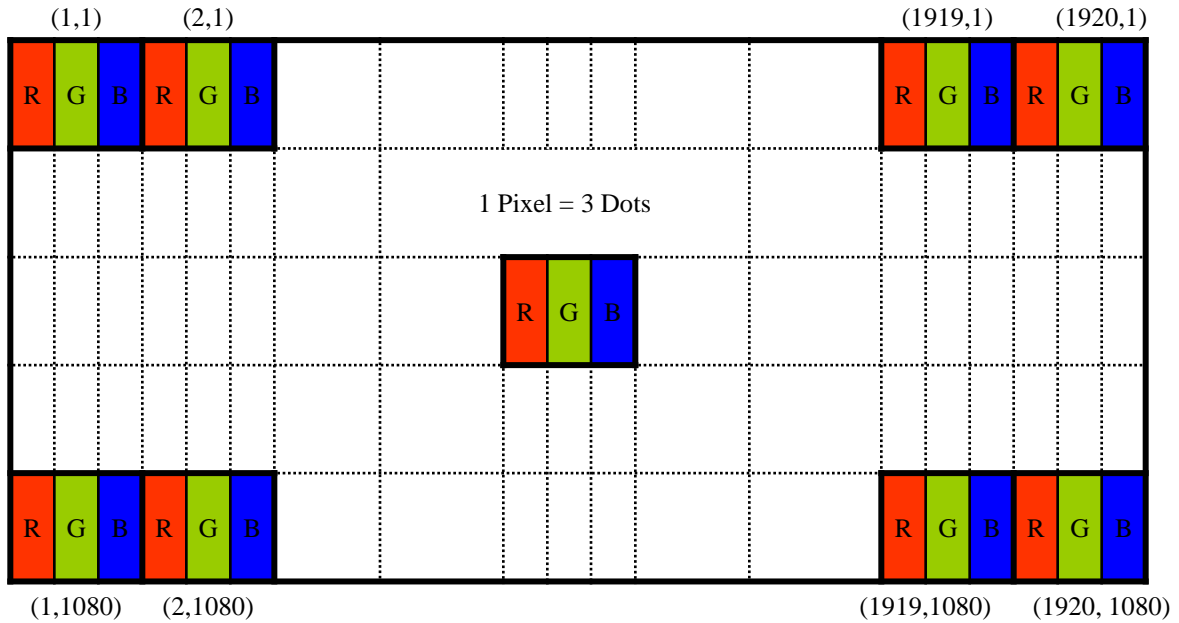 (1,1) (2,1) (1919,1) (1920,1)
R G B R G B R G B R G B
1 Pixel = 3 Dots
R G B
R G B R G B R G B R G B
(1,1080) (2,1080) (1919,1080) (1920, 1080)